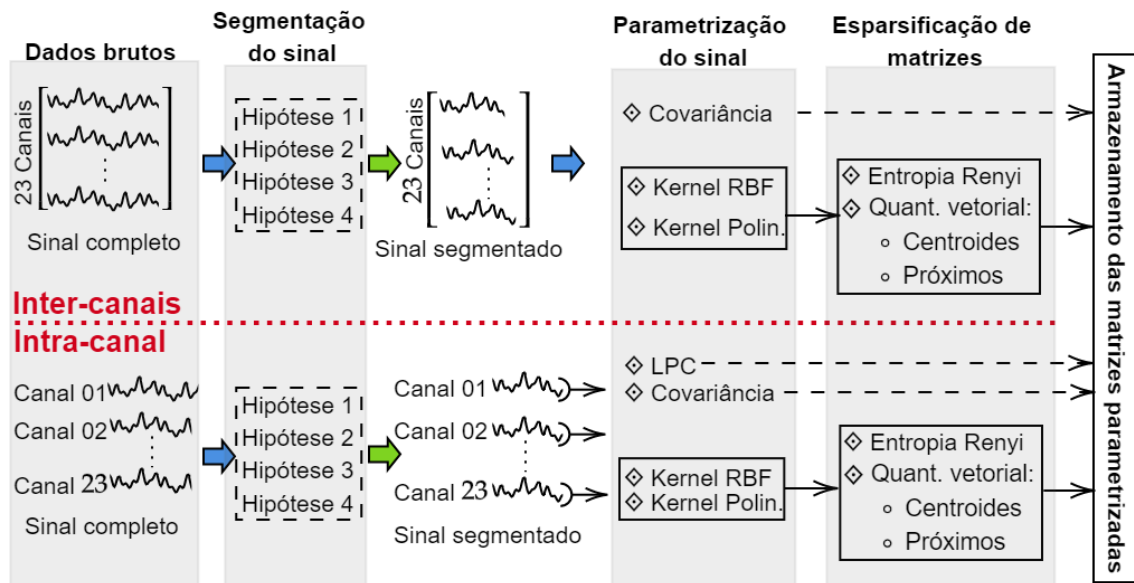 Dados brutos
Segmentação
do sinal
Parametrização
do sinal
Esparsificação de
matrizes
23 Canais
Sinal completo
Hipótese 1
Hipótese 2
Hipótese 3
Hipótese 4
23 Canais
Sinal segmentado
Covariância
Kernel RBF
Kernel Polin.
Entropia Renyi
Quant. vetorial:
Centroides
Próximos
Armazenamento das matrizes parametrizadas
Inter-canais
Intra-canal
Canal 01
Canal 02
Canal 23
Sinal completo
Hipótese 1
Hipótese 2
Hipótese 3
Hipótese 4
Canal 01
Canal 02
Canal 23
Sinal segmentado
LPC
Covariância
Kernel RBF
Kernel Polin.
Entropia Renyi
Quant. vetorial:
Centroides
Próximos